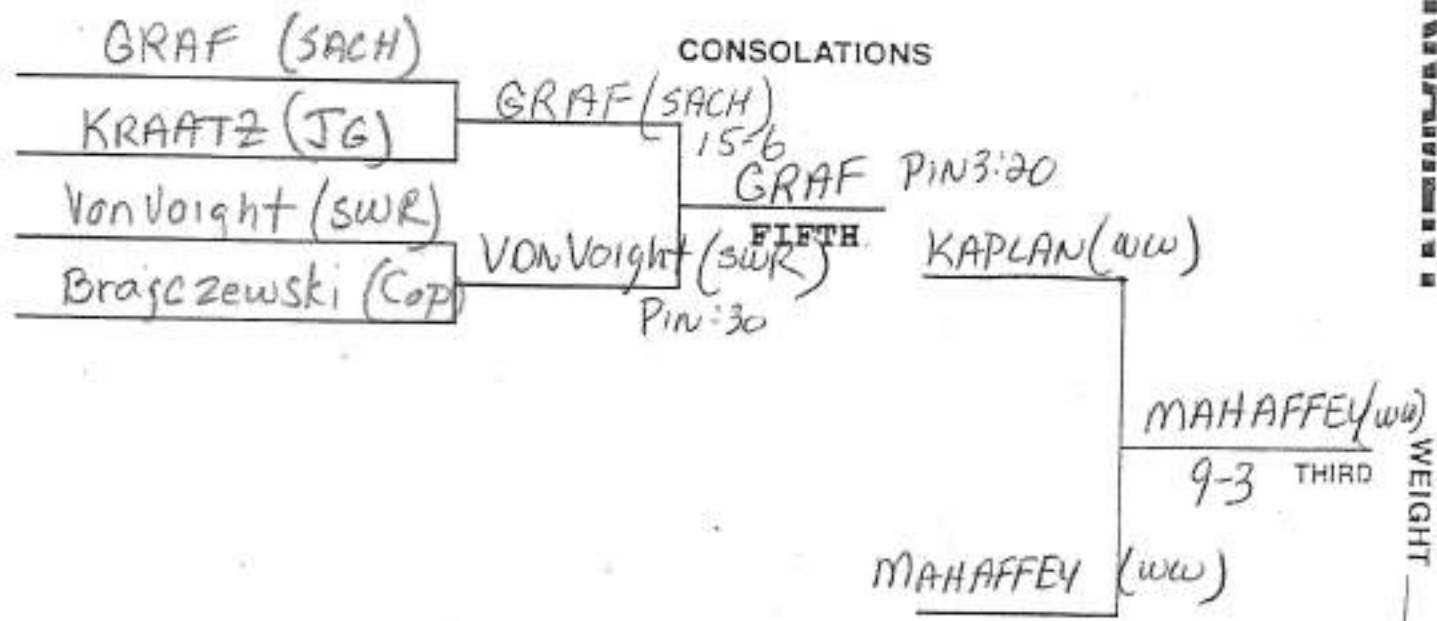 CONSOLATIONS
GRAF (SACH)
KRAATZ (JG)
VonVoight (SWR)
Brajczewski (Cop)
GRAF (SACH)
15-6
VONVoight (SWR)
Pin :30
GRAF Pin 3:20
FIFTH
KAPLAN (WW)
MAHAFFEY (WW)
MAHAFFEY (WW)
9-3 THIRD
WEIGHT